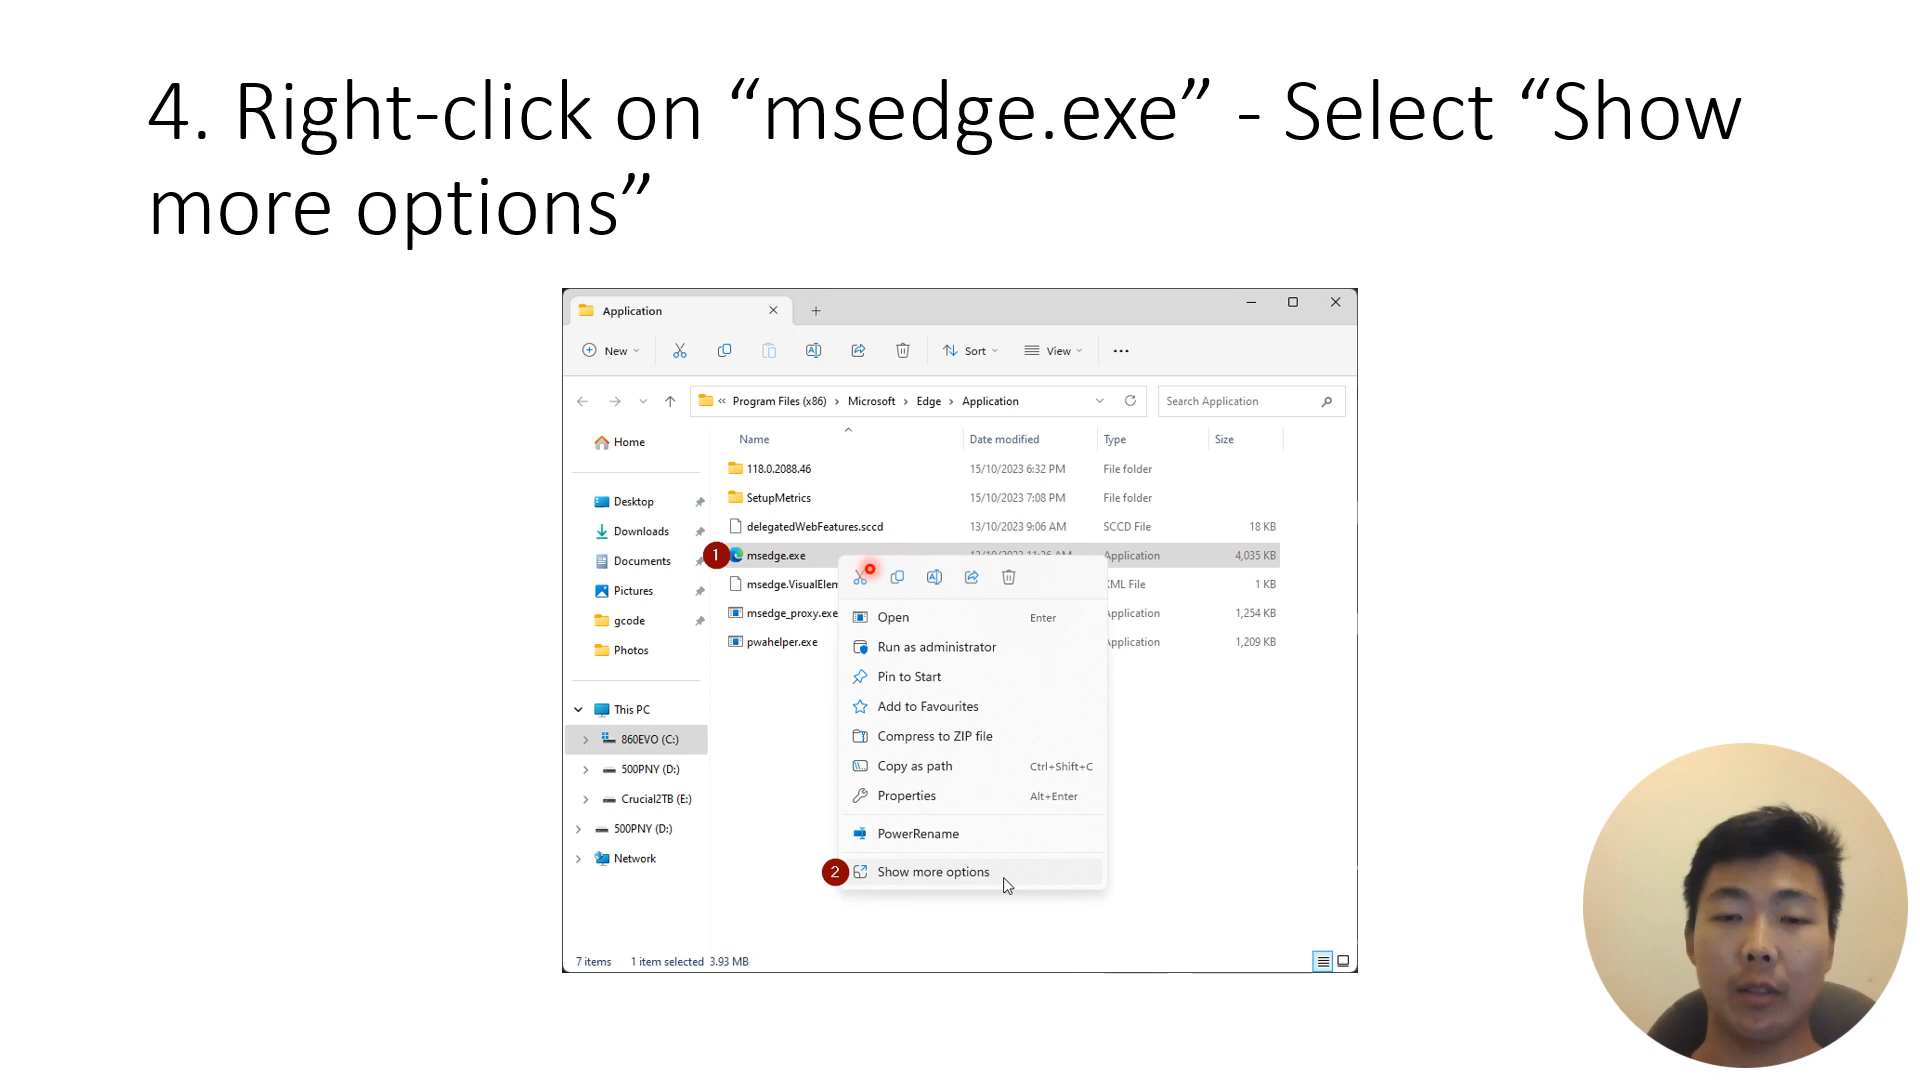 4. Right-click on “msedge.exe” - Select “Show
more options”
Application
New
Sort
View
« Program Files (x86) › Microsoft › Edge › Application
Search Application
Home
Desktop
Downloads
Documents
Pictures
gcode
Photos
This PC
860EVO (C:)
500PNY (D:)
Crucial2TB (E:)
500PNY (D:)
Network
Name Date modified Type Size
118.0.2088.46 15/10/2023 6:32 PM File folder
SetupMetrics 15/10/2023 7:08 PM File folder
delegatedWebFeatures.sccd 13/10/2023 9:06 AM SCCD File 18 KB
1 msedge.exe Application 4,035 KB
msedge.VisualElem 1 KB
msedge_proxy.exe 1,254 KB
pwahelper.exe 1,209 KB
Open Enter
Run as administrator
Pin to Start
Add to Favourites
Compress to ZIP file
Copy as path Ctrl+Shift+C
Properties Alt+Enter
PowerRename
2 Show more options
7 items 1 item selected 3.93 MB